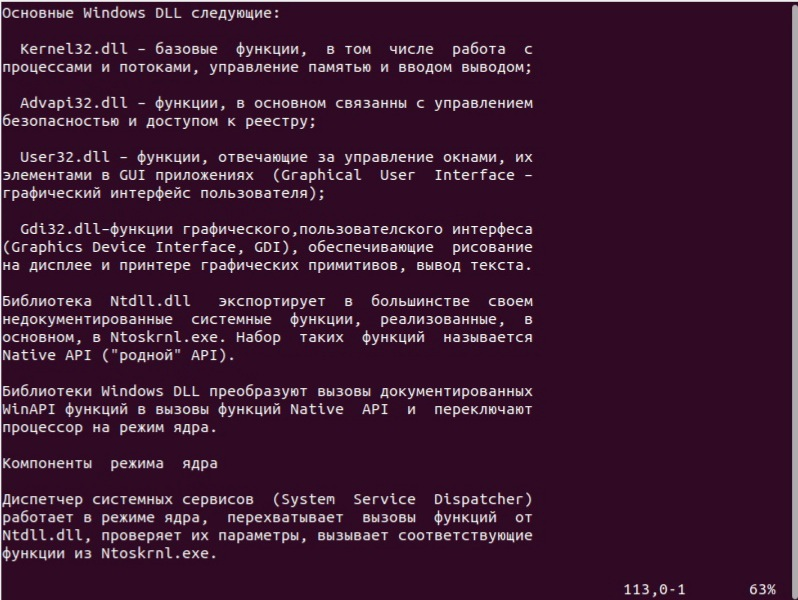 Основные Windows DLL следующие:
Kernel32.dll – базовые функции, в том числе работа с
процессами и потоками, управление памятью и вводом выводом;
Advapi32.dll – функции, в основном связанны с управлением
безопасностью и доступом к реестру;
User32.dll – функции, отвечающие за управление окнами, их
элементами в GUI приложениях (Graphical User Interface –
графический интерфейс пользователя);
Gdi32.dll–функции графического,пользователского интерфеса
(Graphics Device Interface, GDI), обеспечивающие рисование
на дисплее и принтере графических примитивов, вывод текста.
Библиотека Ntdll.dll экспортирует в большинстве своем
недокументированные системные функции, реализованные, в
основном, в Ntoskrnl.exe. Набор таких функций называется
Native API ("родной" API).
Библиотеки Windows DLL преобразуют вызовы документированных
WinAPI функций в вызовы функций Native API и переключают
процессор на режим ядра.
Компоненты режима ядра
Диспетчер системных сервисов (System Service Dispatcher)
работает в режиме ядра, перехватывает вызовы функций от
Ntdll.dll, проверяет их параметры, вызывает соответствующие
функции из Ntoskrnl.exe.
113,0-1 63%